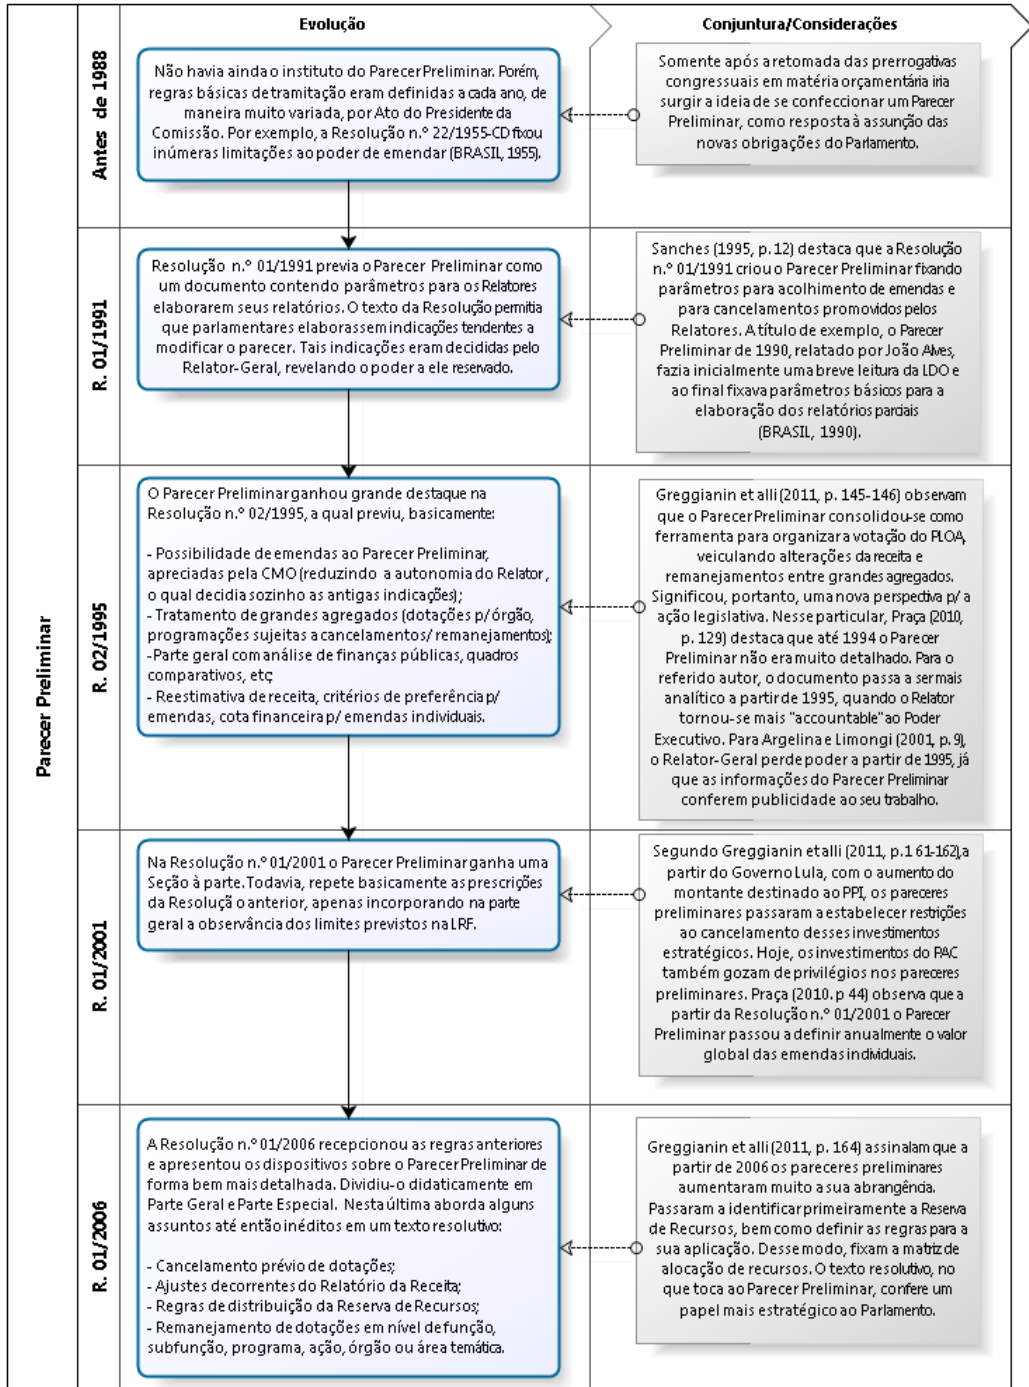 Evolução
Conjuntura/Considerações
Parecer Preliminar
Antes de 1988
Não havia ainda o instituto do Parecer Preliminar. Porém,
regras básicas de tramitação eram definidas a cada ano, de
maneira muito variada, por Ato do Presidente da
Comissão. Por exemplo, a Resolução n.º 22/1955-CD fixou
inúmeras limitações ao poder de emendar (BRASIL, 1955).
Somente após a retomada das prerrogativas
congressuais em matéria orçamentária iria
surgir a ideia de se confeccionar um Parecer
Preliminar, como resposta à assunção das
novas obrigações do Parlamento.
R. 01/1991
Resolução n.º 01/1991 previa o Parecer Preliminar como
um documento contendo parâmetros para os Relatores
elaborarem seus relatórios. O texto da Resolução permitia
que parlamentares elaborassem indicações tendentes a
modificar o parecer. Tais indicações eram decididas pelo
Relator-Geral, revelando o poder a ele reservado.
Sanches (1995, p. 12) destaca que a Resolução
n.º 01/1991 criou o Parecer Preliminar fixando
parâmetros para acolhimento de emendas e
para cancelamentos promovidos pelos
Relatores. A título de exemplo, o Parecer
Preliminar de 1990, relatado por João Alves,
fazia inicialmente uma breve leitura da LDO e
ao final fixava parâmetros básicos para a
elaboração dos relatórios parciais
(BRASIL, 1990).
R. 02/1995
O Parecer Preliminar ganhou grande destaque na
Resolução n.º 02/1995, a qual previu, basicamente:
- Possibilidade de emendas ao Parecer Preliminar,
apreciadas pela CMO (reduzindo a autonomia do Relator,
o qual decidia sozinho as antigas indicações);
- Tratamento de grandes agregados (dotações p/ órgão,
programações sujeitas a cancelamentos/ remanejamentos);
-Parte geral com análise de finanças públicas, quadros
comparativos, etc;
- Reestimativa de receita, critérios de preferência p/
emendas, cota financeira p/ emendas individuais.
Greggianin et alli (2011, p. 145-146) observam
que o Parecer Preliminar consolidou-se como
ferramenta para organizar a votação do PLOA,
veiculando alterações da receita e
remanejamentos entre grandes agregados.
Significou, portanto, uma nova perspectiva p/ a
ação legislativa. Nesse particular, Praça (2010,
p. 129) destaca que até 1994 o Parecer
Preliminar não era muito detalhado. Para o
referido autor, o documento passa a ser mais
analítico a partir de 1995, quando o Relator
tornou-se mais "accountable" ao Poder
Executivo. Para Argelina e Limongi (2001, p. 9),
o Relator-Geral perde poder a partir de 1995, já
que as informações do Parecer Preliminar
conferem publicidade ao seu trabalho.
R. 01/2001
Na Resolução n.º 01/2001 o Parecer Preliminar ganha uma
Seção à parte. Todavia, repete basicamente as prescrições
da Resolução anterior, apenas incorporando na parte
geral a observância dos limites previstos na LRF.
Segundo Greggianin et alli (2011, p.1 61-162), a
partir do Governo Lula, com o aumento do
montante destinado ao PPI, os pareceres
preliminares passaram a estabelecer restrições
ao cancelamento desses investimentos
estratégicos. Hoje, os investimentos do PAC
também gozam de privilégios nos pareceres
preliminares. Praça (2010. p 44) observa que a
partir da Resolução n.º 01/2001 o Parecer
Preliminar passou a definir anualmente o valor
global das emendas individuais.
R. 01/2006
A Resolução n.º 01/2006 recepcionou as regras anteriores
e apresentou os dispositivos sobre o Parecer Preliminar de
forma bem mais detalhada. Dividiu-o didaticamente em
Parte Geral e Parte Especial. Nesta última aborda alguns
assuntos até então inéditos em um texto resolutivo:
- Cancelamento prévio de dotações;
- Ajustes decorrentes do Relatório da Receita;
- Regras de distribuição da Reserva de Recursos;
- Remanejamento de dotações em nível de função,
subfunção, programa, ação, órgão ou área temática.
Greggianin et alli (2011, p. 164) assinalam que a
partir de 2006 os pareceres preliminares
aumentaram muito a sua abrangência.
Passaram a identificar primeiramente a Reserva
de Recursos, bem como definir as regras para a
sua aplicação. Desse modo, fixam a matriz de
alocação de recursos. O texto resolutivo, no
que toca ao Parecer Preliminar, confere um
papel mais estratégico ao Parlamento.